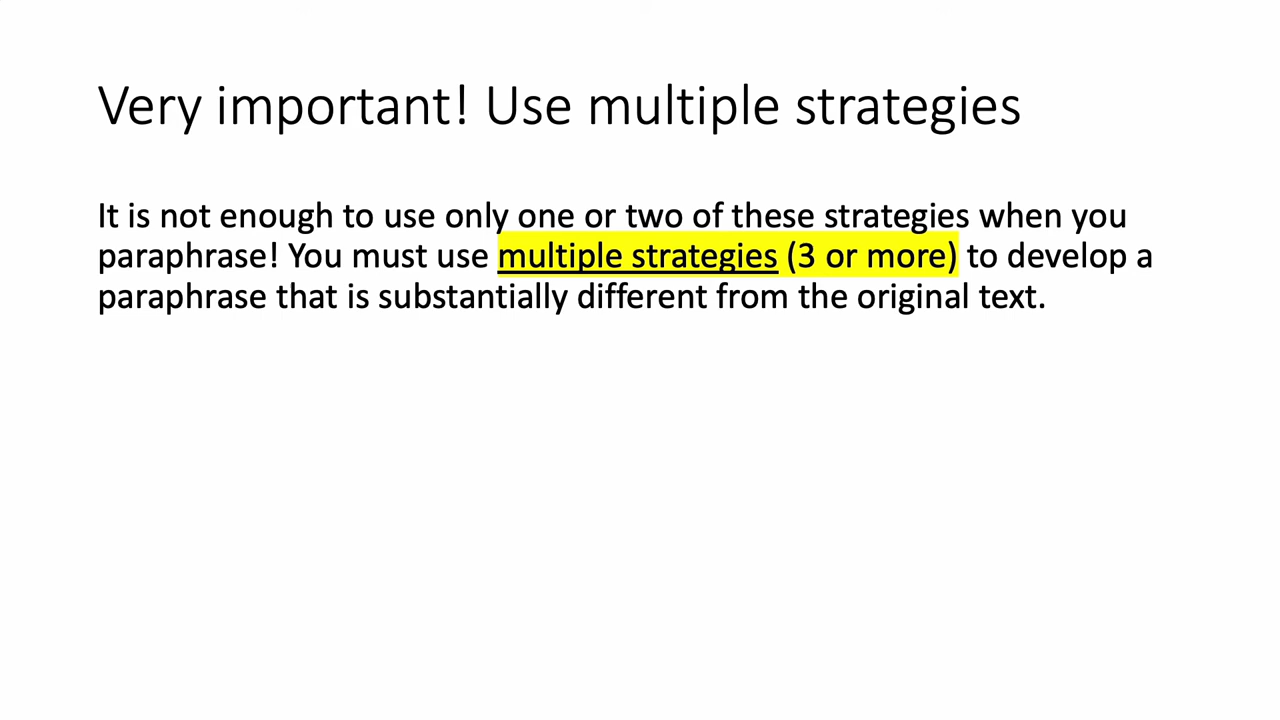 Very important! Use multiple strategies
It is not enough to use only one or two of these strategies when you
paraphrase! You must use multiple strategies (3 or more) to develop a
paraphrase that is substantially different from the original text.